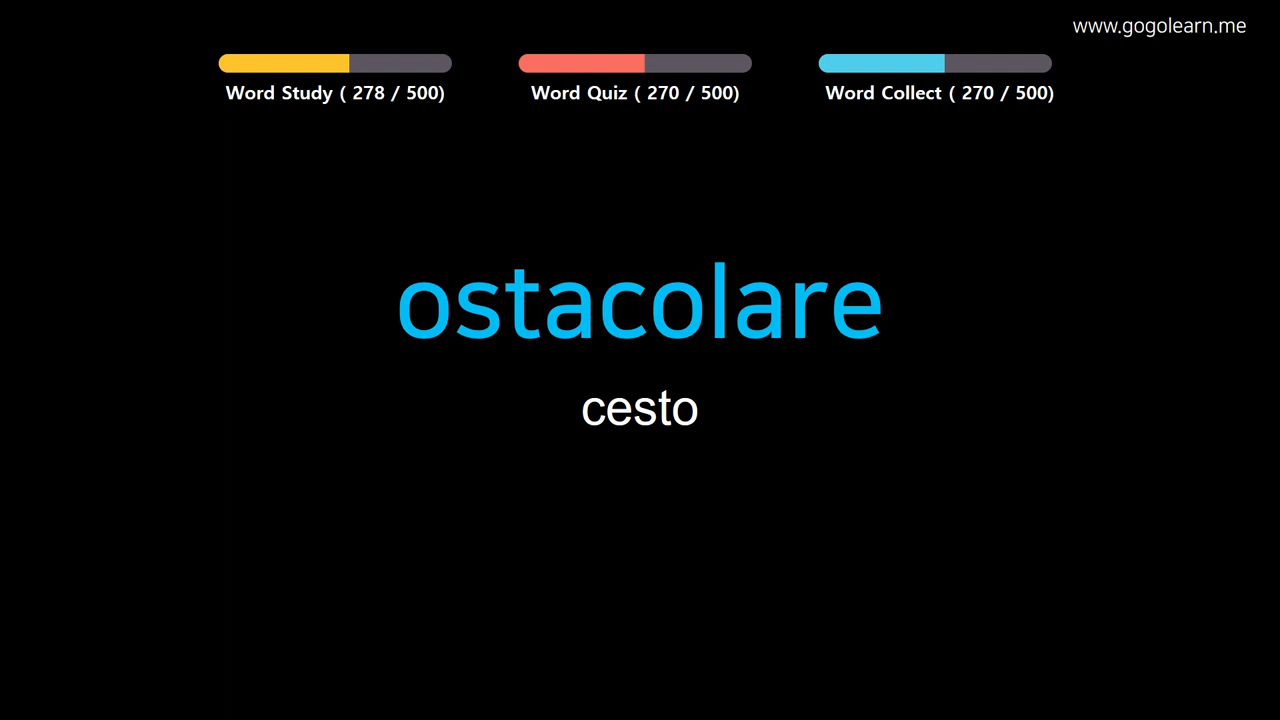 www.gogolearn.me
Word Study ( 278 / 500)
Word Quiz ( 270 / 500)
Word Collect ( 270 / 500)
ostacolare
cesto